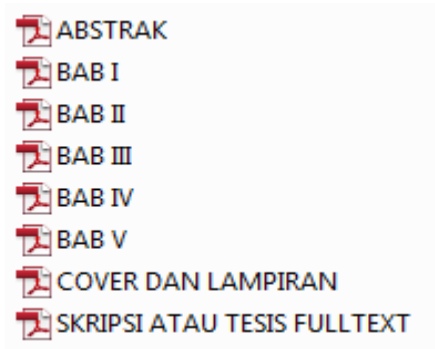 ABSTRAK
BAB I
BAB II
BAB III
BAB IV
BAB V
COVER DAN LAMPIRAN
SKRIPSI ATAU TESIS FULLTEXT